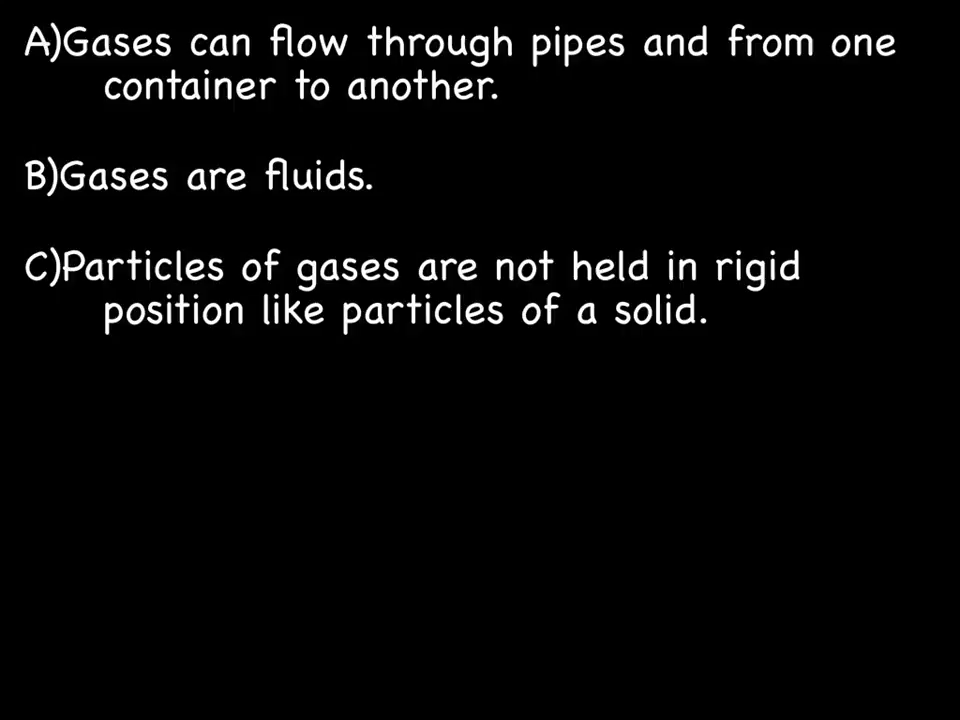 A)Gases can flow through pipes and from one
container to another.
B)Gases are fluids.
C)Particles of gases are not held in rigid
position like particles of a solid.